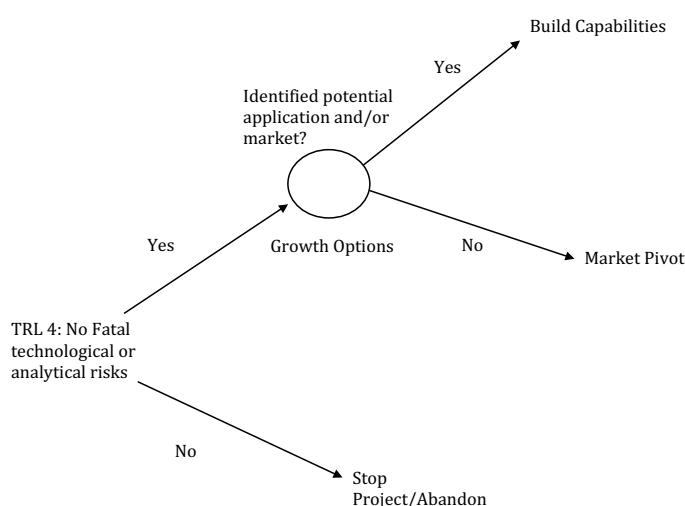 Build Capabilities
Yes
Identified potential
application and/or
market?
Yes
Growth Options
No
Market Pivot
TRL 4: No Fatal
technological or
analytical risks
No
Stop
Project/Abandon